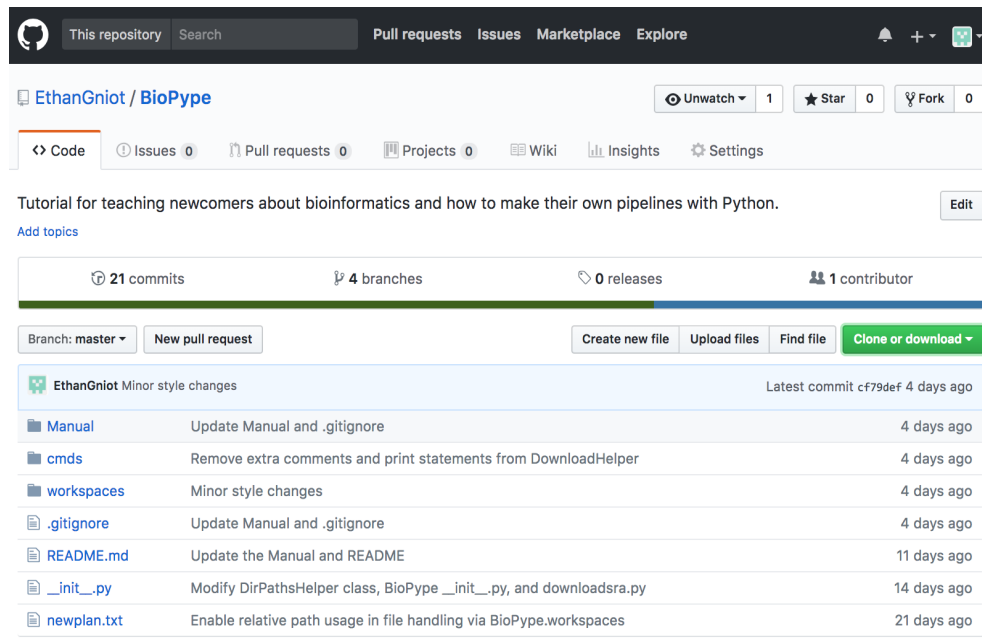 This repository Search Pull requests Issues Marketplace Explore
EthanGniot / BioPype Unwatch 1 Star 0 Fork 0
Code Issues 0 Pull requests 0 Projects 0 Wiki Insights Settings
Tutorial for teaching newcomers about bioinformatics and how to make their own pipelines with Python. Edit
Add topics
21 commits 4 branches 0 releases 1 contributor
Branch: master New pull request Create new file Upload files Find file Clone or download
EthanGniot Minor style changes Latest commit cf79def 4 days ago
Manual Update Manual and .gitignore 4 days ago
cmds Remove extra comments and print statements from DownloadHelper 4 days ago
workspaces Minor style changes 4 days ago
.gitignore Update Manual and .gitignore 4 days ago
README.md Update the Manual and README 11 days ago
__init__.py Modify DirPathsHelper class, BioPype __init__.py, and downloadsra.py 14 days ago
newplan.txt Enable relative path usage in file handling via BioPype.workspaces 21 days ago